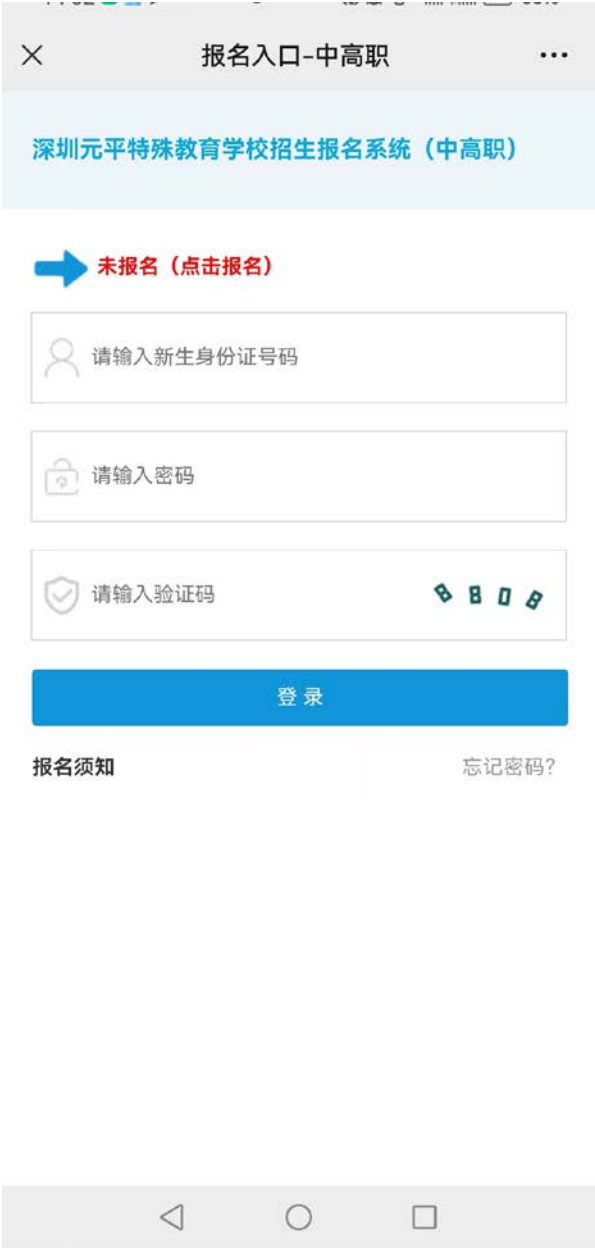 报名入口-中高职
深圳元平特殊教育学校招生报名系统（中高职）
未报名（点击报名）
请输入新生身份证号码
请输入密码
请输入验证码 8808
登录
报名须知 忘记密码?